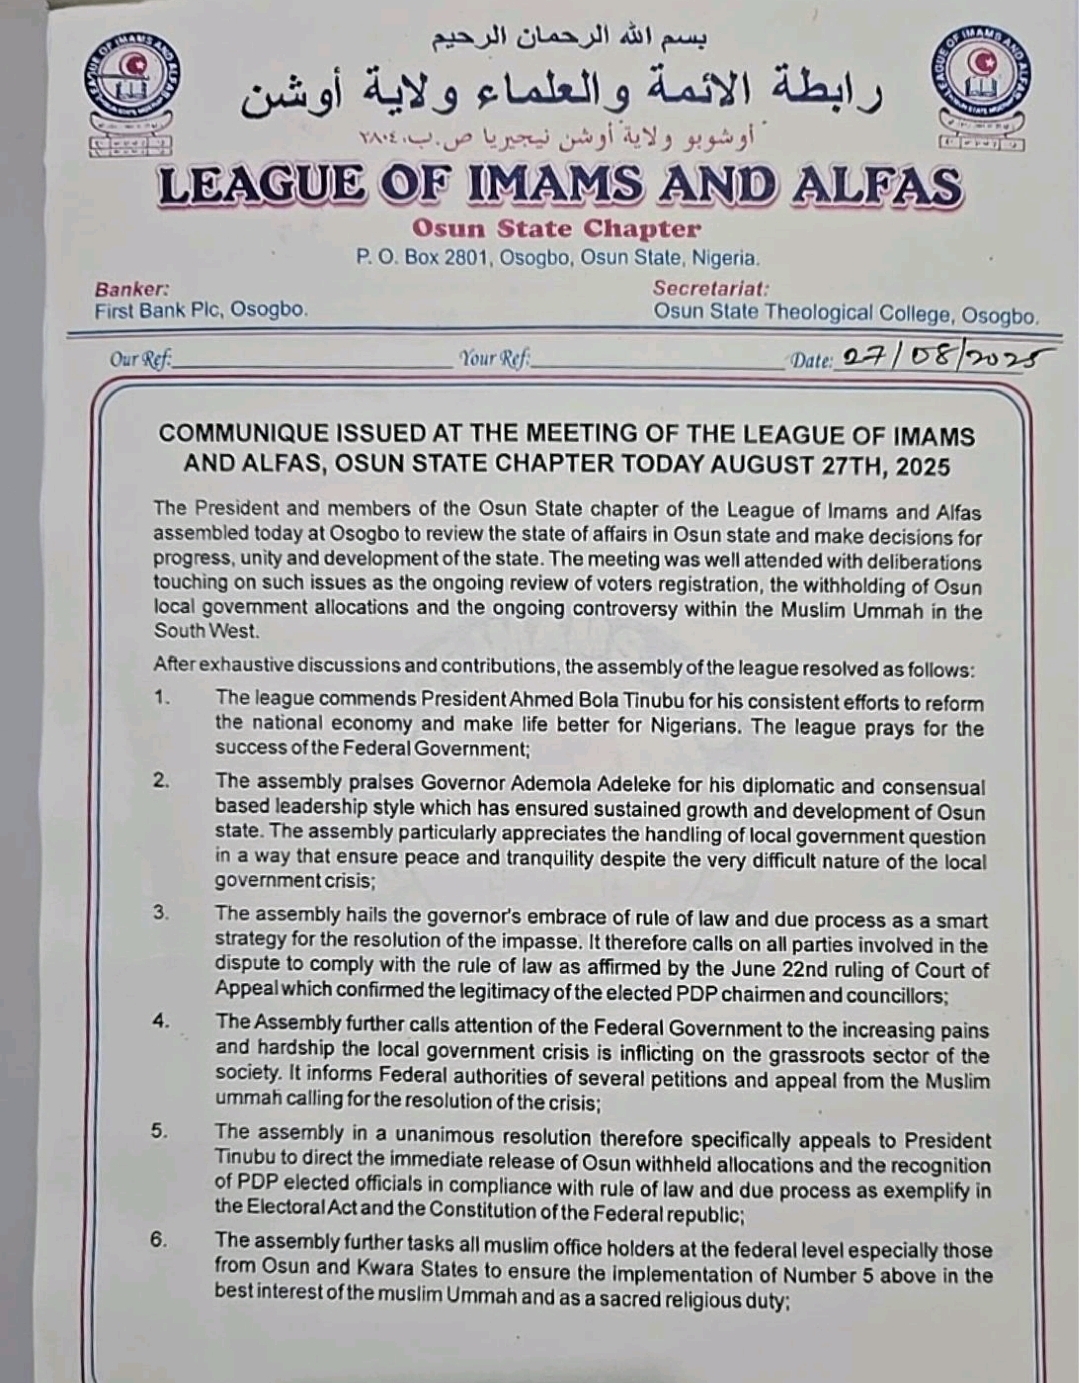 بسم الله الرحمان الرحيم
رابطة الائمة والعلماء ولاية أوشن
أوشوبو ولاية أوشن نيجيريا ص.ب.٢٨٠٤
LEAGUE OF IMAMS AND ALFAS
Osun State Chapter
P. O. Box 2801, Osogbo, Osun State, Nigeria.
Banker:
First Bank Plc, Osogbo.
Secretariat:
Osun State Theological College, Osogbo.
Our Ref: Your Ref: Date: 27/08/2025
COMMUNIQUE ISSUED AT THE MEETING OF THE LEAGUE OF IMAMS
AND ALFAS, OSUN STATE CHAPTER TODAY AUGUST 27TH, 2025
The President and members of the Osun State chapter of the League of Imams and Alfas
assembled today at Osogbo to review the state of affairs in Osun state and make decisions for
progress, unity and development of the state. The meeting was well attended with deliberations
touching on such issues as the ongoing review of voters registration, the withholding of Osun
local government allocations and the ongoing controversy within the Muslim Ummah in the
South West.
After exhaustive discussions and contributions, the assembly of the league resolved as follows:
1. The league commends President Ahmed Bola Tinubu for his consistent efforts to reform
the national economy and make life better for Nigerians. The league prays for the
success of the Federal Government;
2. The assembly praises Governor Ademola Adeleke for his diplomatic and consensual
based leadership style which has ensured sustained growth and development of Osun
state. The assembly particularly appreciates the handling of local government question
in a way that ensure peace and tranquility despite the very difficult nature of the local
government crisis;
3. The assembly hails the governor's embrace of rule of law and due process as a smart
strategy for the resolution of the impasse. It therefore calls on all parties involved in the
dispute to comply with the rule of law as affirmed by the June 22nd ruling of Court of
Appeal which confirmed the legitimacy of the elected PDP chairmen and councillors;
4. The Assembly further calls attention of the Federal Government to the increasing pains
and hardship the local government crisis is inflicting on the grassroots sector of the
society. It informs Federal authorities of several petitions and appeal from the Muslim
ummah calling for the resolution of the crisis;
5. The assembly in a unanimous resolution therefore specifically appeals to President
Tinubu to direct the immediate release of Osun withheld allocations and the recognition
of PDP elected officials in compliance with rule of law and due process as exemplify in
the Electoral Act and the Constitution of the Federal republic;
6. The assembly further tasks all muslim office holders at the federal level especially those
from Osun and Kwara States to ensure the implementation of Number 5 above in the
best interest of the muslim Ummah and as a sacred religious duty;